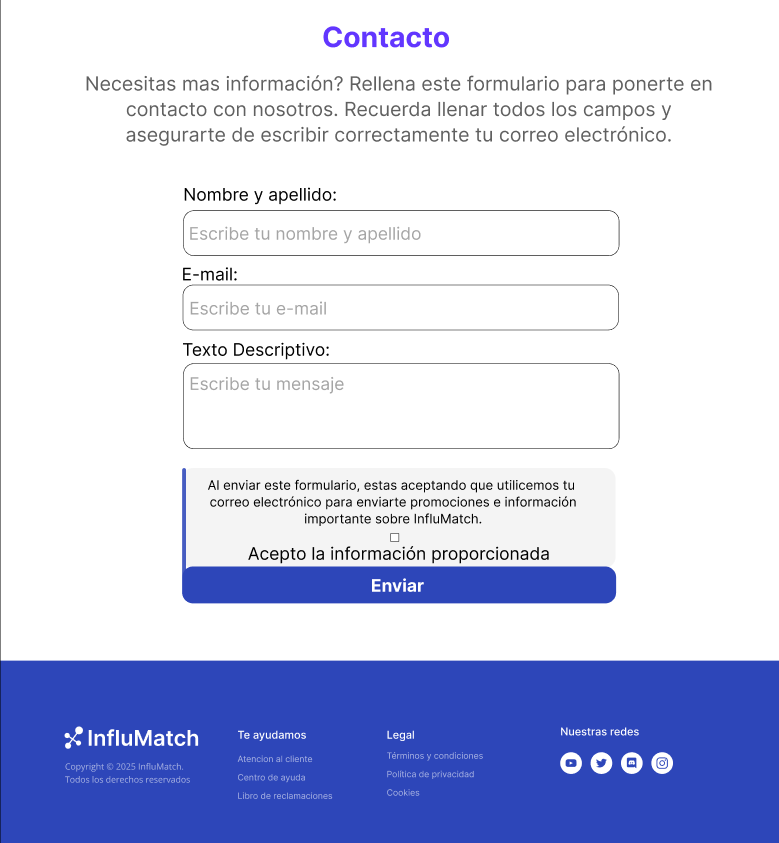 Contacto
Necesitas mas información? Rellena este formulario para ponerte en
contacto con nosotros. Recuerda llenar todos los campos y
asegurarte de escribir correctamente tu correo electrónico.
Nombre y apellido:
Escribe tu nombre y apellido
E-mail:
Escribe tu e-mail
Texto Descriptivo:
Escribe tu mensaje
Al enviar este formulario, estas aceptando que utilicemos tu
correo electrónico para enviarte promociones e información
importante sobre InfluMatch.
Acepto la información proporcionada
Enviar
InfluMatch
Copyright © 2025 InfluMatch.
Todos los derechos reservados
Te ayudamos
Atencion al cliente
Centro de ayuda
Libro de reclamaciones
Legal
Términos y condiciones
Política de privacidad
Cookies
Nuestras redes